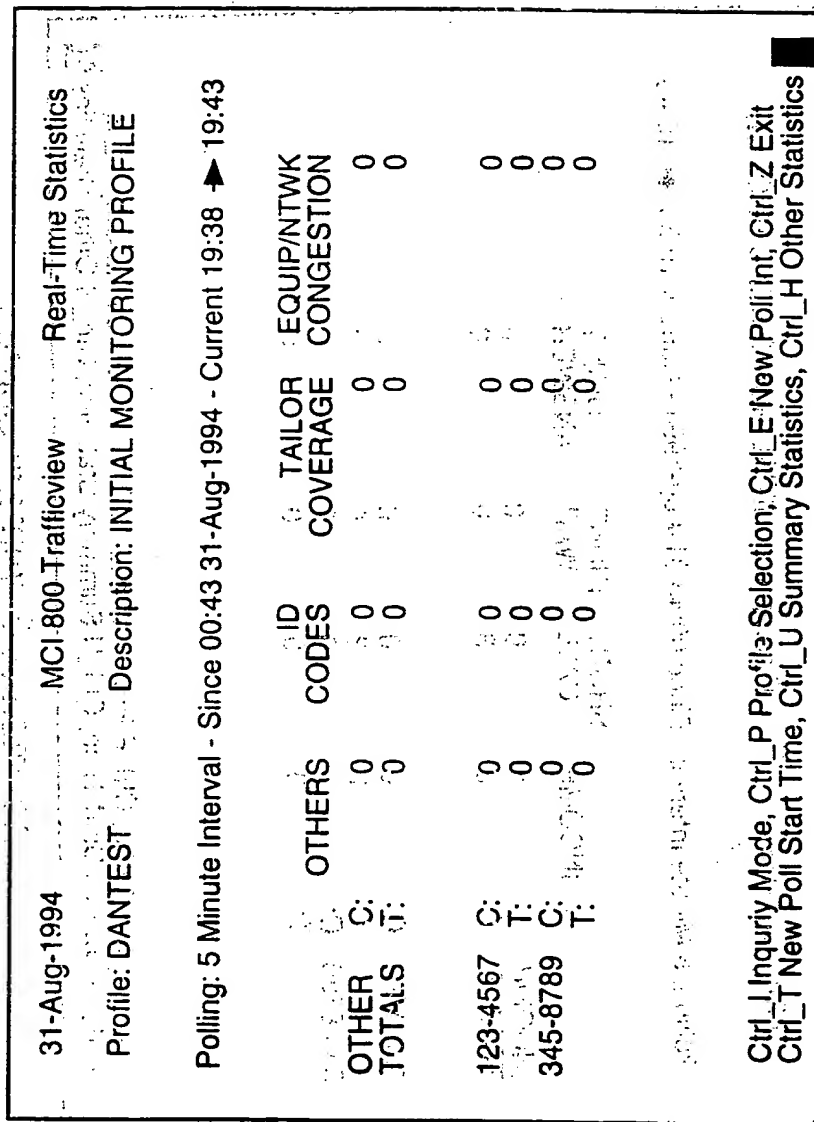 31-Aug-1994 MCI-800-Trafficview Real-Time Statistics
Profile: DANTEST Description: INITIAL MONITORING PROFILE
Polling: 5 Minute Interval - Since 00:43 31-Aug-1994 - Current 19:38 → 19:43
OTHERS ID CODES TAILOR COVERAGE EQUIP/NTWK CONGESTION
OTHER C: 0 0 0 0
TOTALS T: 0 0 0 0
123-4567 C: 0 0 0 0
T: 0 0 0 0
345-8789 C: 0 0 0 0
T: 0 0 0 0
Ctrl_I Inquriy Mode, Ctrl_P Profile Selection, Ctrl_E New Poll Int, Ctrl_Z Exit
Ctrl_T New Poll Start Time, Ctrl_U Summary Statistics, Ctrl_H Other Statistics